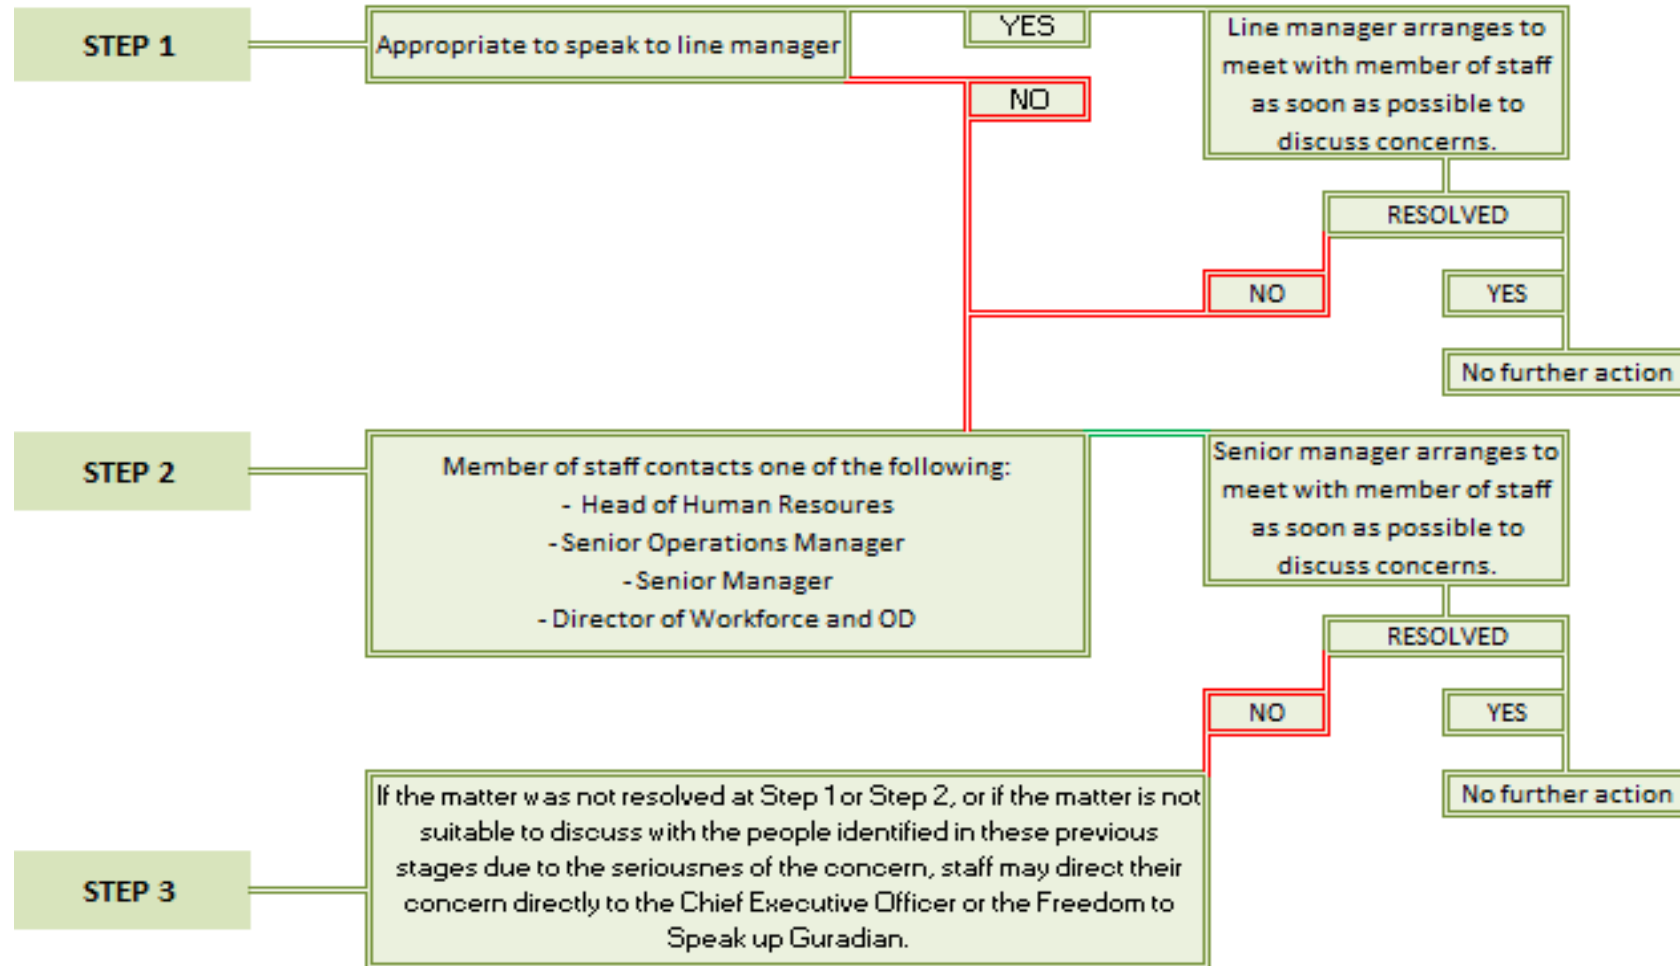 STEP 1
Appropriate to speak to line manager
YES
NO
Line manager arranges to
meet with member of staff
as soon as possible to
discuss concerns.
RESOLVED
NO
YES
No further action
STEP 2
Member of staff contacts one of the following:
- Head of Human Resoures
- Senior Operations Manager
- Senior Manager
- Director of Workforce and OD
Senior manager arranges to
meet with member of staff
as soon as possible to
discuss concerns.
RESOLVED
NO
YES
No further action
STEP 3
If the matter was not resolved at Step 1 or Step 2, or if the matter is not
suitable to discuss with the people identified in these previous
stages due to the seriousnes of the concern, staff may direct their
concern directly to the Chief Executive Officer or the Freedom to
Speak up Guradian.